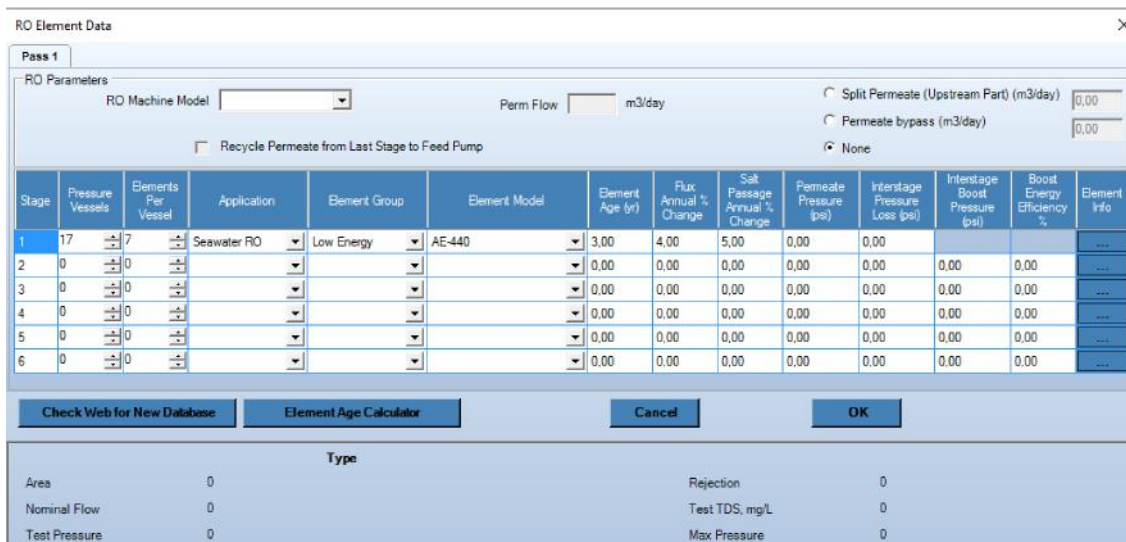 RO Element Data
Pass 1
RO Parameters
RO Machine Model
Perm Flow m3/day
Split Permeate (Upstream Part) (m3/day) 0,00
Permeate bypass (m3/day) 0,00
Recycle Permeate from Last Stage to Feed Pump
None
Stage Pressure Vessels Elements Per Vessel Application Element Group Element Model Element Age (yr) Flux Annual % Change Salt Passage Annual % Change Permeate Pressure (psi) Interstage Pressure Loss (psi) Interstage Boost Pressure (psi) Boost Energy Efficiency % Element Info
1 17 7 Seawater RO Low Energy AE-440 3,00 4,00 5,00 0,00 0,00 ...
2 0 0 0,00 0,00 0,00 0,00 0,00 0,00 0,00 ...
3 0 0 0,00 0,00 0,00 0,00 0,00 0,00 0,00 ...
4 0 0 0,00 0,00 0,00 0,00 0,00 0,00 0,00 ...
5 0 0 0,00 0,00 0,00 0,00 0,00 0,00 0,00 ...
6 0 0 0,00 0,00 0,00 0,00 0,00 0,00 0,00 ...
Check Web for New Database Element Age Calculator Cancel OK
Type
Area 0 Rejection 0
Nominal Flow 0 Test TDS, mg/L 0
Test Pressure 0 Max Pressure 0